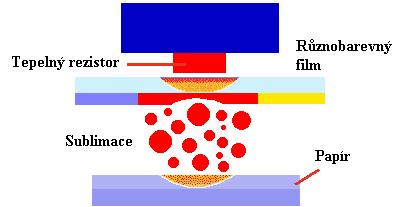 Různobarevný
film
Tepelný rezistor
Sublimace
Papír